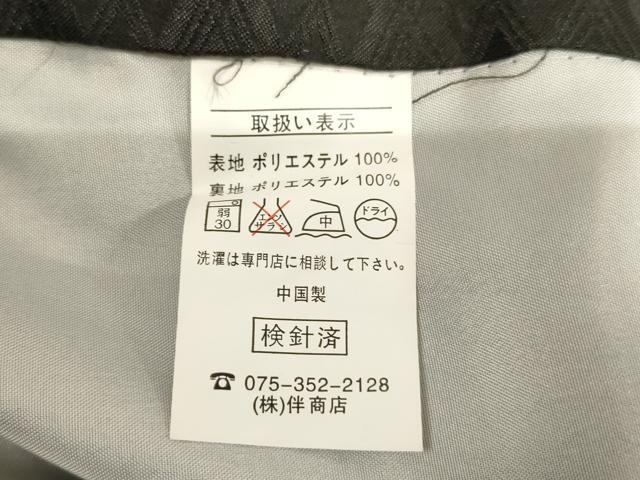 取扱い表示
表地 ポリエステル 100%
裏地 ポリエステル 100%
弱 30
エンソ サラシ
中
ドライ
洗濯は専門店に相談して下さい。
中国製
検針済
☎ 075-352-2128
(株)伴商店